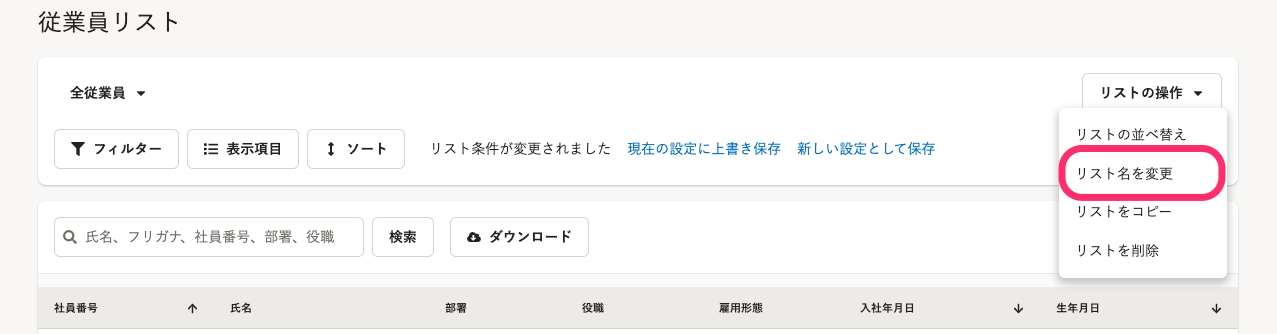 従業員リスト
全従業員
リストの操作
フィルター 表示項目 ソート リスト条件が変更されました 現在の設定に上書き保存 新しい設定として保存
リストの並べ替え
リスト名を変更
リストをコピー
リストを削除
氏名、フリガナ、社員番号、部署、役職 検索 ダウンロード
社員番号 氏名 部署 役職 雇用形態 入社年月日 生年月日